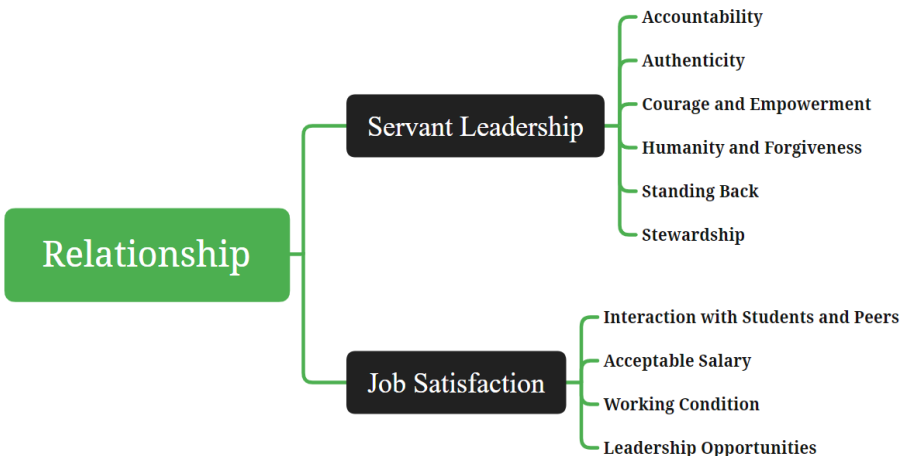 Relationship
Servant Leadership
Accountability
Authenticity
Courage and Empowerment
Humanity and Forgiveness
Standing Back
Stewardship
Job Satisfaction
Interaction with Students and Peers
Acceptable Salary
Working Condition
Leadership Opportunities